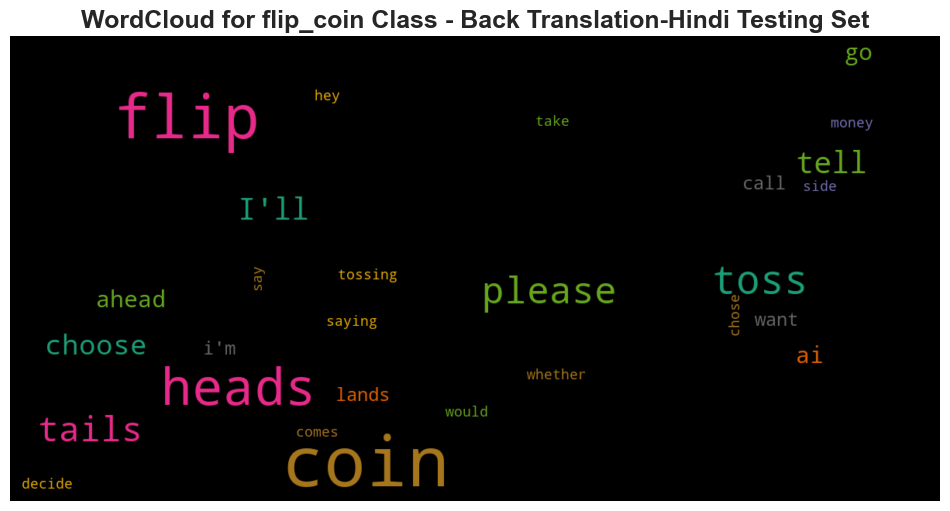 WordCloud for flip_coin Class - Back Translation-Hindi Testing Set
go
flip
hey
take
money
tell
call
side
I'll
say
tossing
please
toss
ahead
chose
saying
want
choose
i'm
ai
heads
whether
lands
would
tails
comes
coin
decide